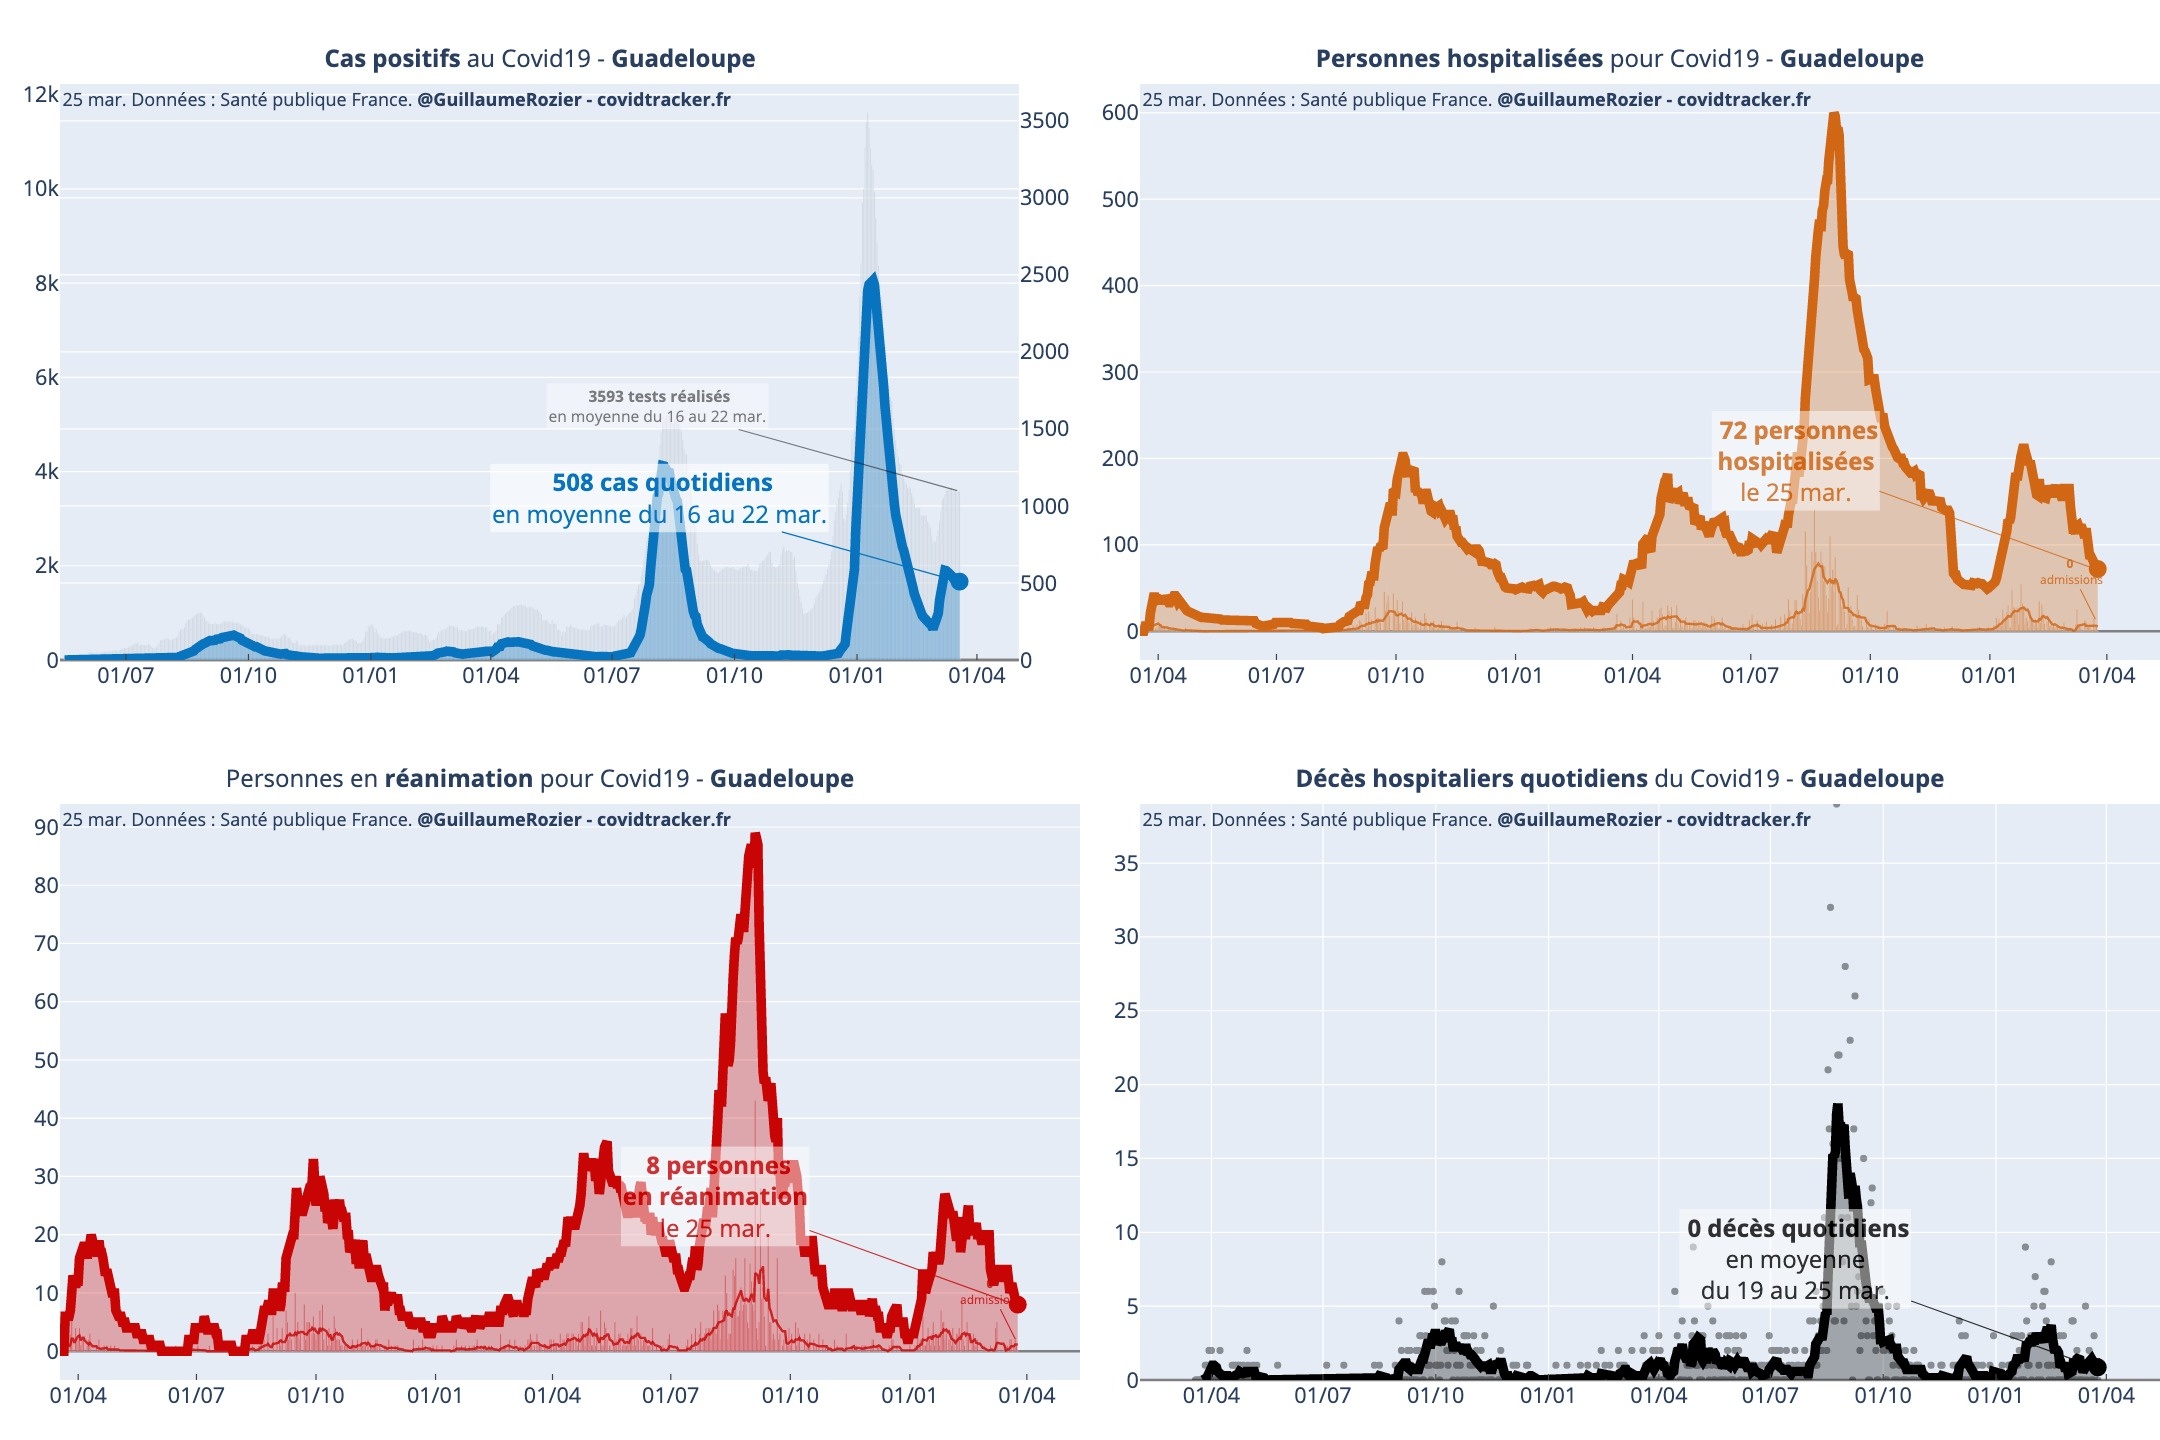 Cas positifs au Covid19 - Guadeloupe
25 mar. Données : Santé publique France. @GuillaumeRozier - covidtracker.fr
12k
10k
8k
6k
4k
2k
0
3500
3000
2500
2000
1500
1000
500
0
3593 tests réalisés
en moyenne du 16 au 22 mar.
508 cas quotidiens
en moyenne du 16 au 22 mar.
01/07 01/10 01/01 01/04 01/07 01/10 01/01 01/04
Personnes hospitalisées pour Covid19 - Guadeloupe
25 mar. Données : Santé publique France. @GuillaumeRozier - covidtracker.fr
600
500
400
300
200
100
0
72 personnes
hospitalisées
le 25 mar.
0
admissions
01/04 01/07 01/10 01/01 01/04 01/07 01/10 01/01 01/04
Personnes en réanimation pour Covid19 - Guadeloupe
25 mar. Données : Santé publique France. @GuillaumeRozier - covidtracker.fr
90
80
70
60
50
40
30
20
10
0
8 personnes
en réanimation
le 25 mar.
01/04 01/07 01/10 01/01 01/04 01/07 01/10 01/01 01/04
Décès hospitaliers quotidiens du Covid19 - Guadeloupe
25 mar. Données : Santé publique France. @GuillaumeRozier - covidtracker.fr
35
30
25
20
15
10
5
0
0 décès quotidiens
en moyenne
du 19 au 25 mar.
01/04 01/07 01/10 01/01 01/04 01/07 01/10 01/01 01/04